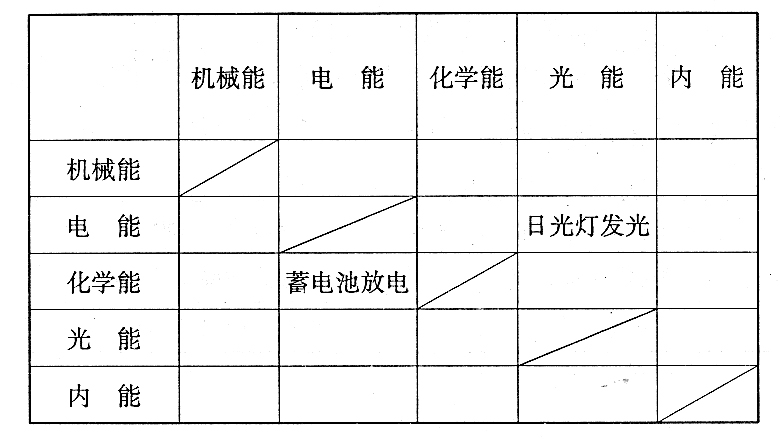 机械能 电 能 化学能 光 能 内 能
机械能
电 能 日光灯发光
化学能 蓄电池放电
光 能
内 能